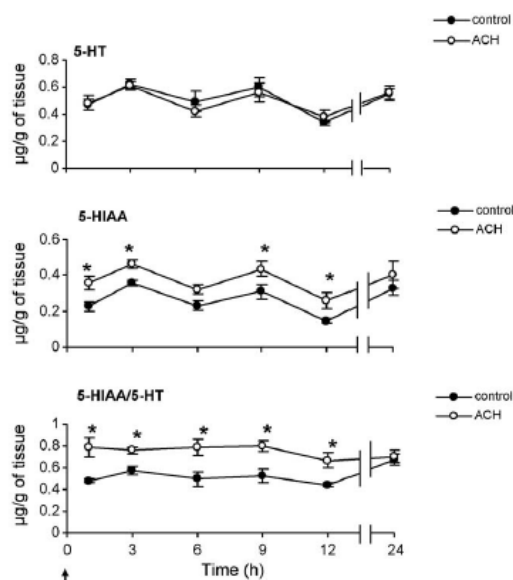 5-HT
control
ACH
µg/g of tissue
0.8
0.6
0.4
0.2
0
5-HIAA
control
ACH
µg/g of tissue
0.6
0.4
0.2
0
* * * *
5-HIAA/5-HT
control
ACH
µg/g of tissue
1
0.8
0.6
0.4
0.2
0
* * * * *
0 3 6 9 12 24
Time (h)